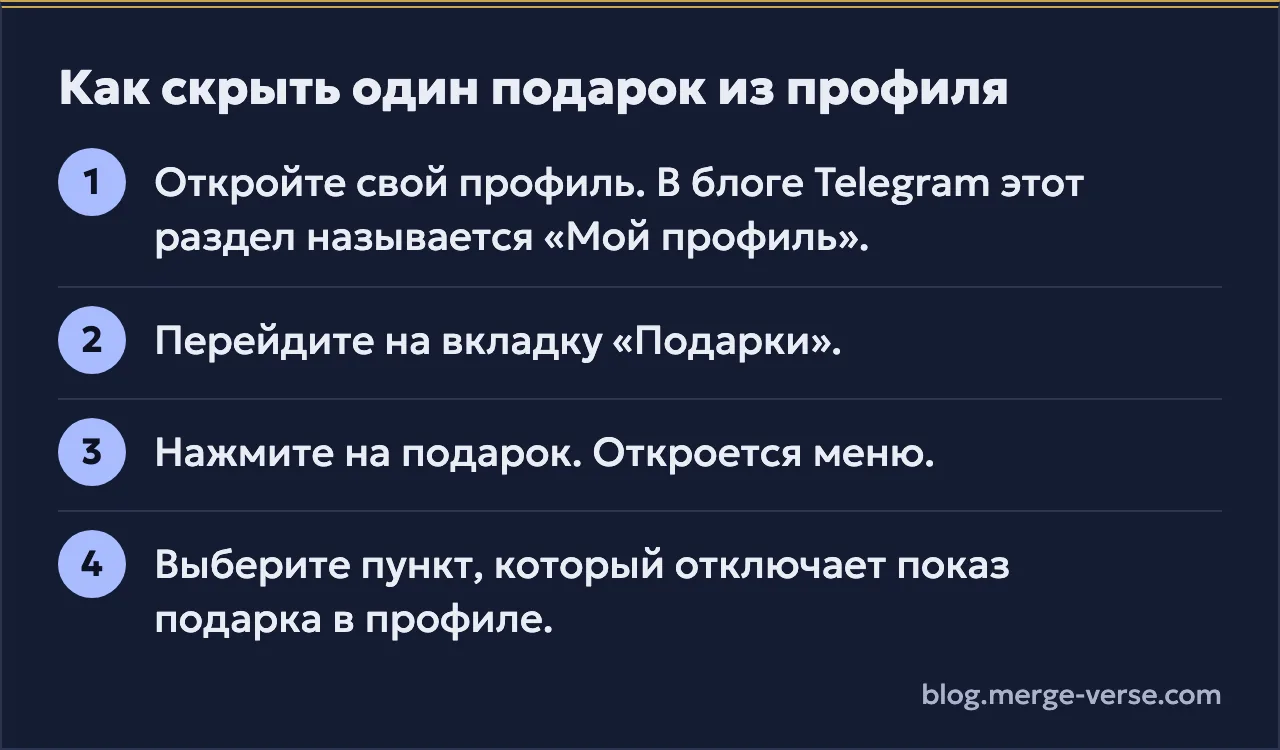 Как скрыть один подарок из профиля
1
Откройте свой профиль. В блоге Telegram этот
раздел называется «Мой профиль».
2
Перейдите на вкладку «Подарки».
3
Нажмите на подарок. Откроется меню.
4
Выберите пункт, который отключает показ
подарка в профиле.
blog.merge-verse.com